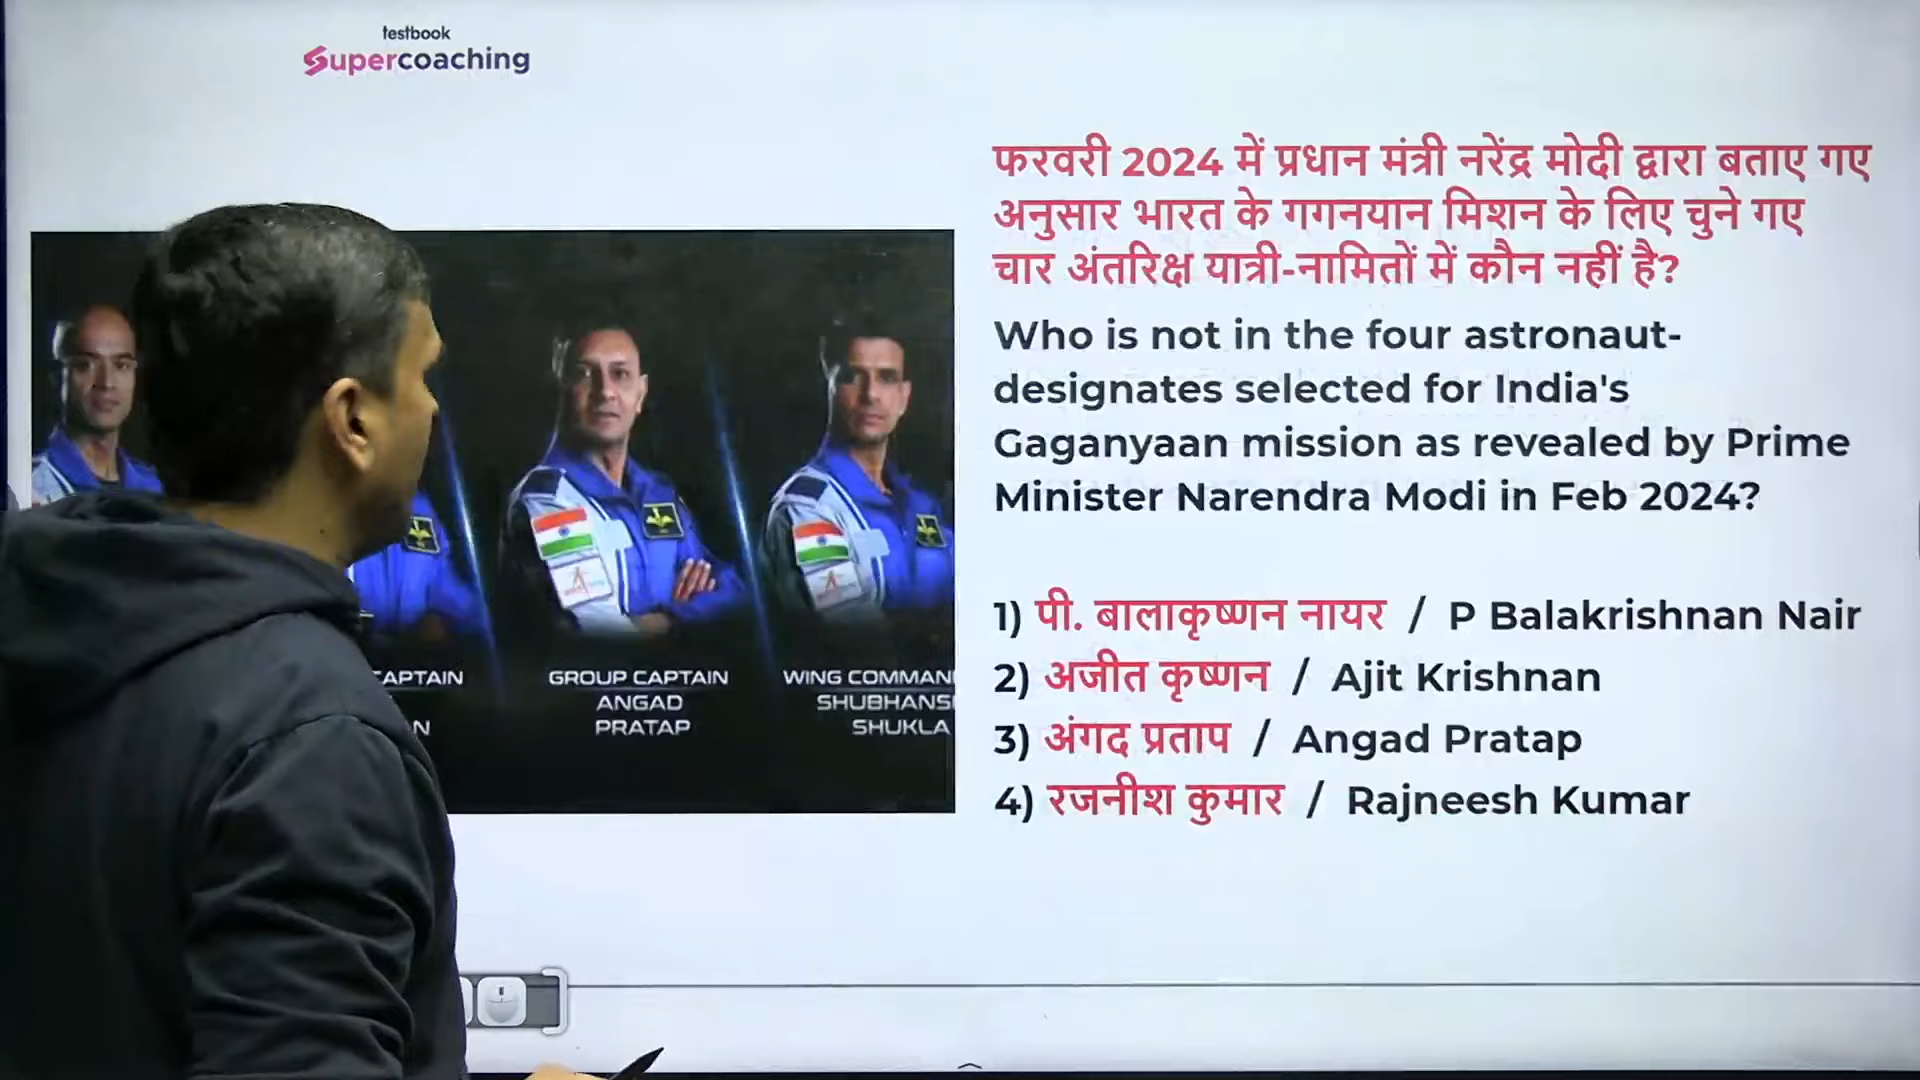 testbook
Supercoaching
फरवरी 2024 में प्रधान मंत्री नरेंद्र मोदी द्वारा बताए गए
अनुसार भारत के गगनयान मिशन के लिए चुने गए
चार अंतरिक्ष यात्री-नामितों में कौन नहीं है?
Who is not in the four astronaut-
designates selected for India's
Gaganyaan mission as revealed by Prime
Minister Narendra Modi in Feb 2024?
1) पी. बालाकृष्णन नायर / P Balakrishnan Nair
2) अजीत कृष्णन / Ajit Krishnan
3) अंगद प्रताप / Angad Pratap
4) रजनीश कुमार / Rajneesh Kumar
GROUP CAPTAIN
ANGAD
PRATAP
WING COMMAN
SHUBHANS
SHUKLA